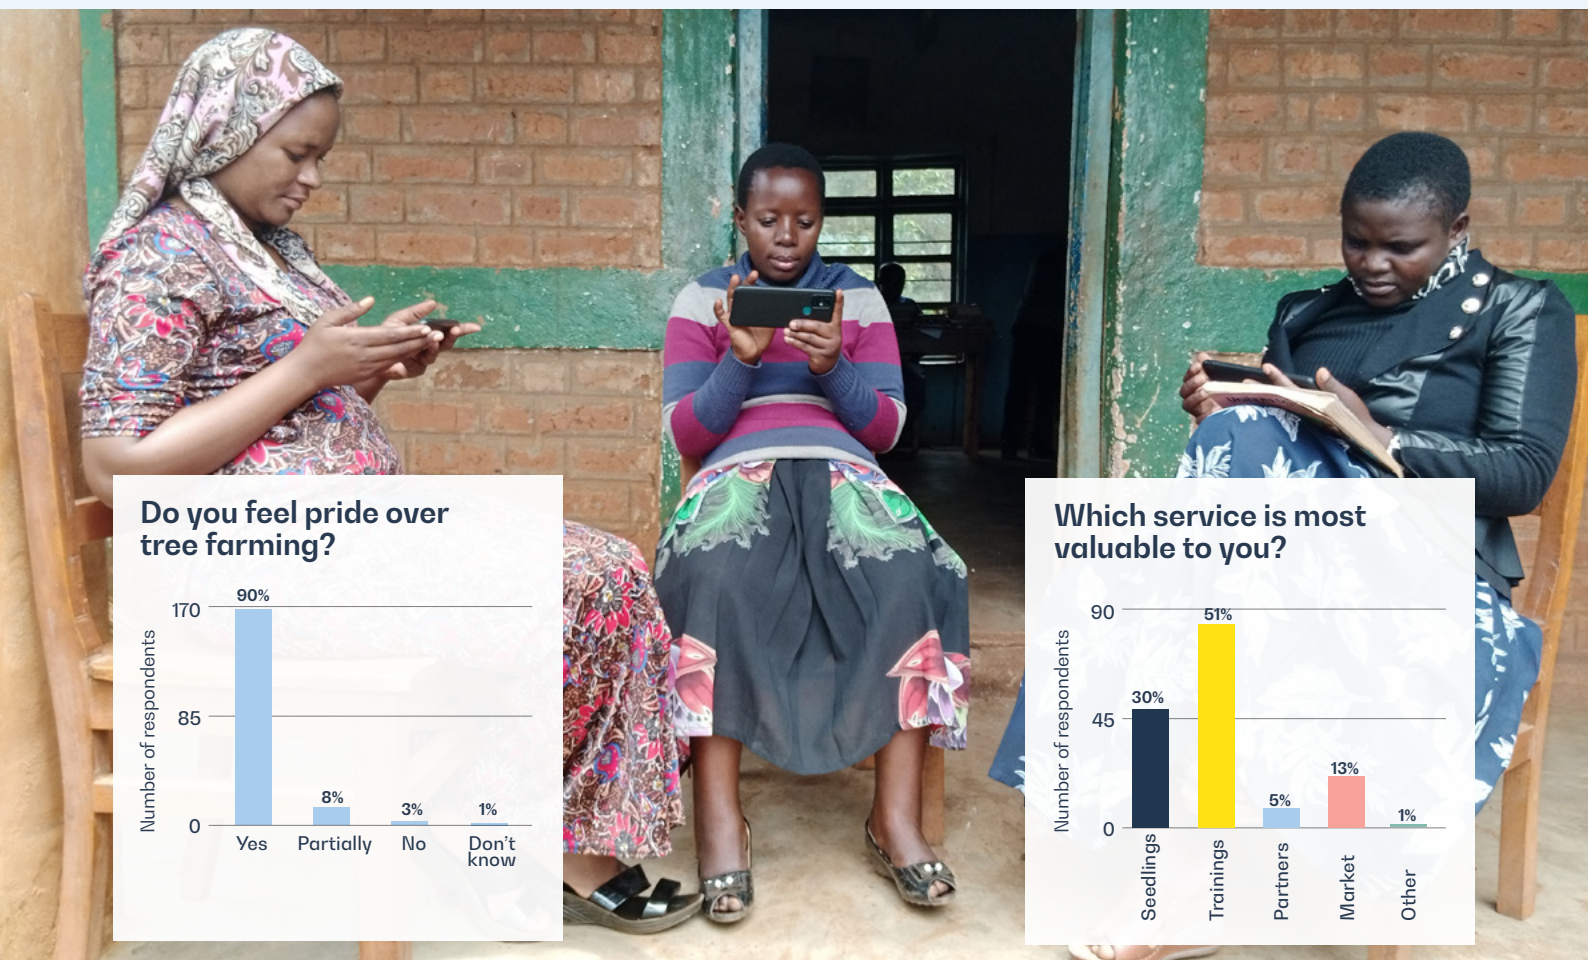 Do you feel pride over
tree farming?
Number of respondents
170
85
0
90%
8%
3%
1%
Yes
Partially
No
Don't
know
Which service is most
valuable to you?
Number of respondents
90
45
0
30%
51%
5%
13%
1%
Seedlings
Trainings
Partners
Market
Other